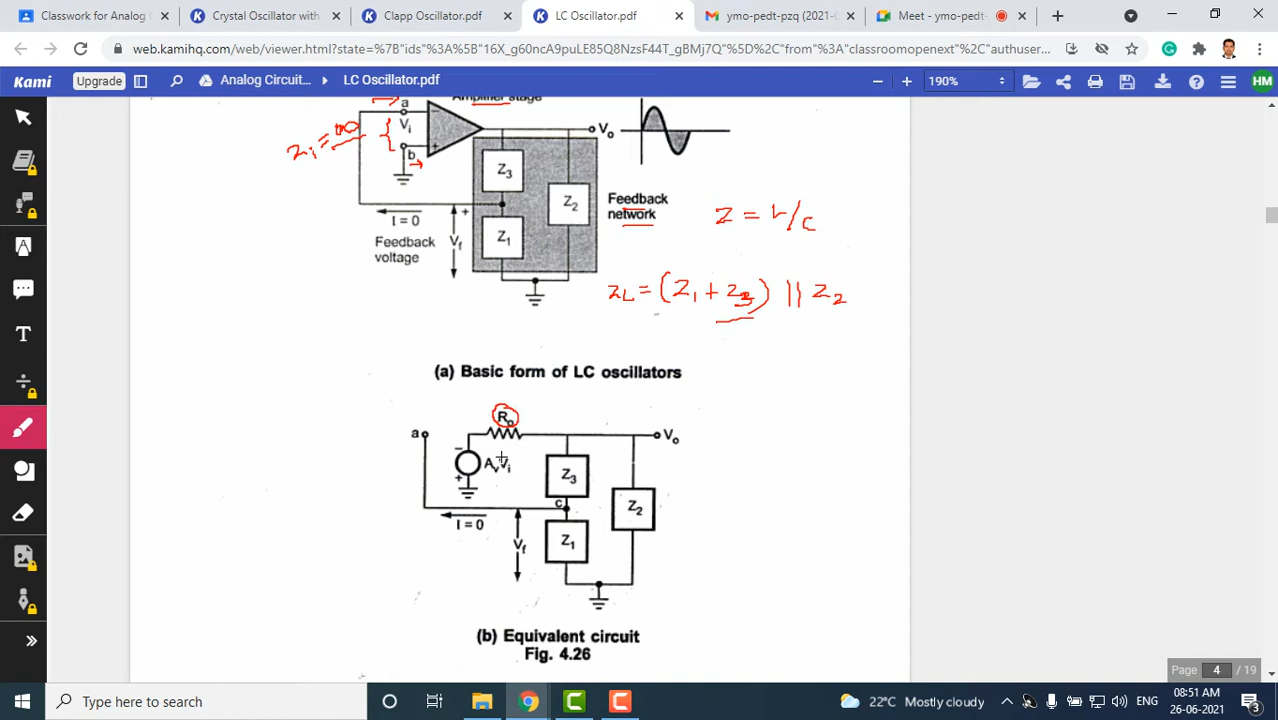 Classroom for Analog C
Crystal Oscillator with
Clapp Oscillator.pdf
LC Oscillator.pdf
ymo-pedt-pzq (2021-0
Meet - ymo-pedt-
web.kamihq.com/web/viewer.html?state=%7B"ids"%3A%5B"16X_g60ncA9puLE85Q8NzsF44T_gBMj7Q"%5D%2C"from"%3A"classroomopenext"%2C"authuser...
Kami
Upgrade
Analog Circuit...
LC Oscillator.pdf
190%
HM
Amplifier stage
a
Vi
b
−
+
Zi = ∞
Vo
Z3
Z2
Z1
Feedback
network
+
I = 0
Feedback
voltage
Vf
Z = L/C
ZL = (Z1 + Z3) || Z2
(a) Basic form of LC oscillators
Ro
a
Vo
−
+
AvVi
Z3
c
Z2
I = 0
Vf
Z1
(b) Equivalent circuit
Fig. 4.26
Page 4 / 19
Type here to search
22°C Mostly cloudy
ENG
08:51 AM
26-06-2021
3